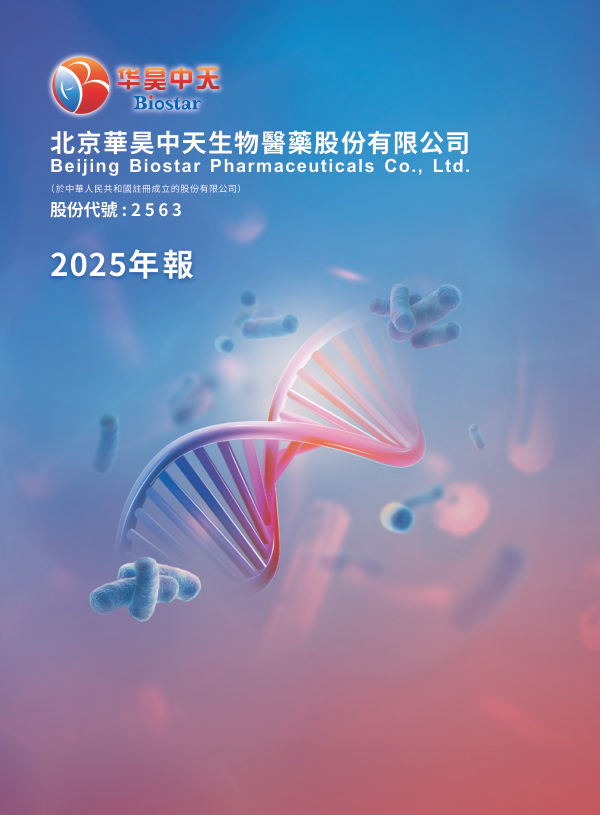 华昊中天
Biostar
北京華昊中天生物醫藥股份有限公司
Beijing Biostar Pharmaceuticals Co., Ltd.
（於中華人民共和國註冊成立的股份有限公司）
股份代號 : 2563
2025年報